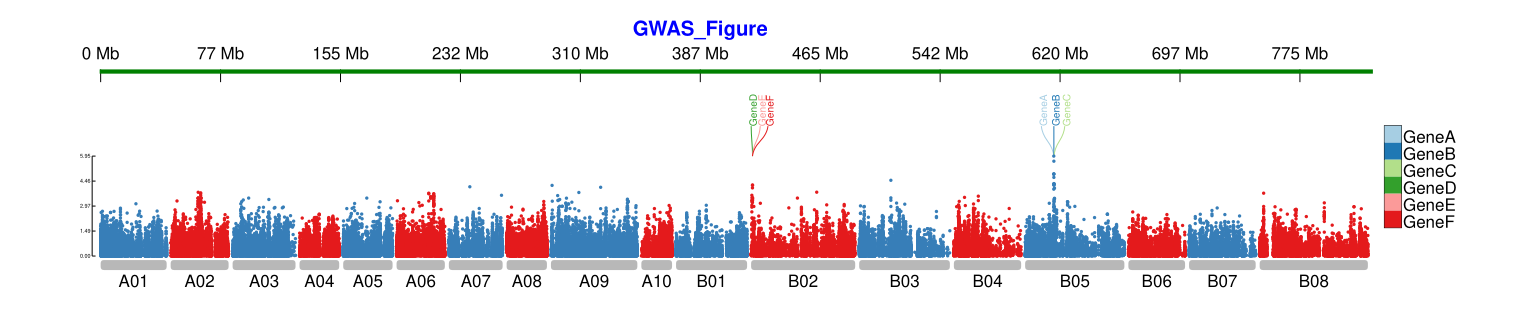 GWAS_Figure
0 Mb 77 Mb 155 Mb 232 Mb 310 Mb 387 Mb 465 Mb 542 Mb 620 Mb 697 Mb 775 Mb
GeneD GeneE GeneF GeneA GeneB GeneC
5.95
4.46
2.97
1.49
0.00
GeneA
GeneB
GeneC
GeneD
GeneE
GeneF
A01 A02 A03 A04 A05 A06 A07 A08 A09 A10 B01 B02 B03 B04 B05 B06 B07 B08